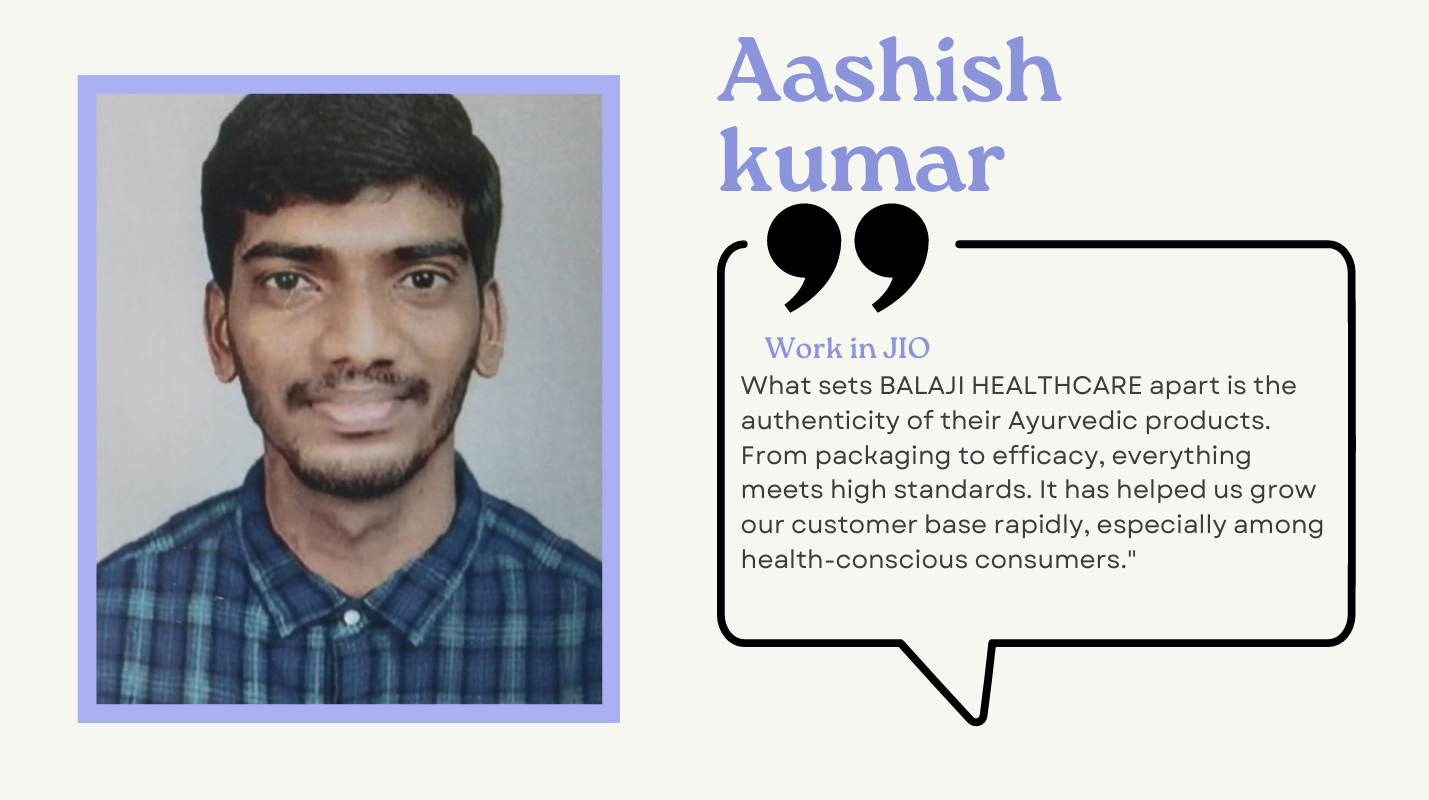 Aashish
kumar
Work in JIO
What sets BALAJI HEALTHCARE apart is the
authenticity of their Ayurvedic products.
From packaging to efficacy, everything
meets high standards. It has helped us grow
our customer base rapidly, especially among
health-conscious consumers."